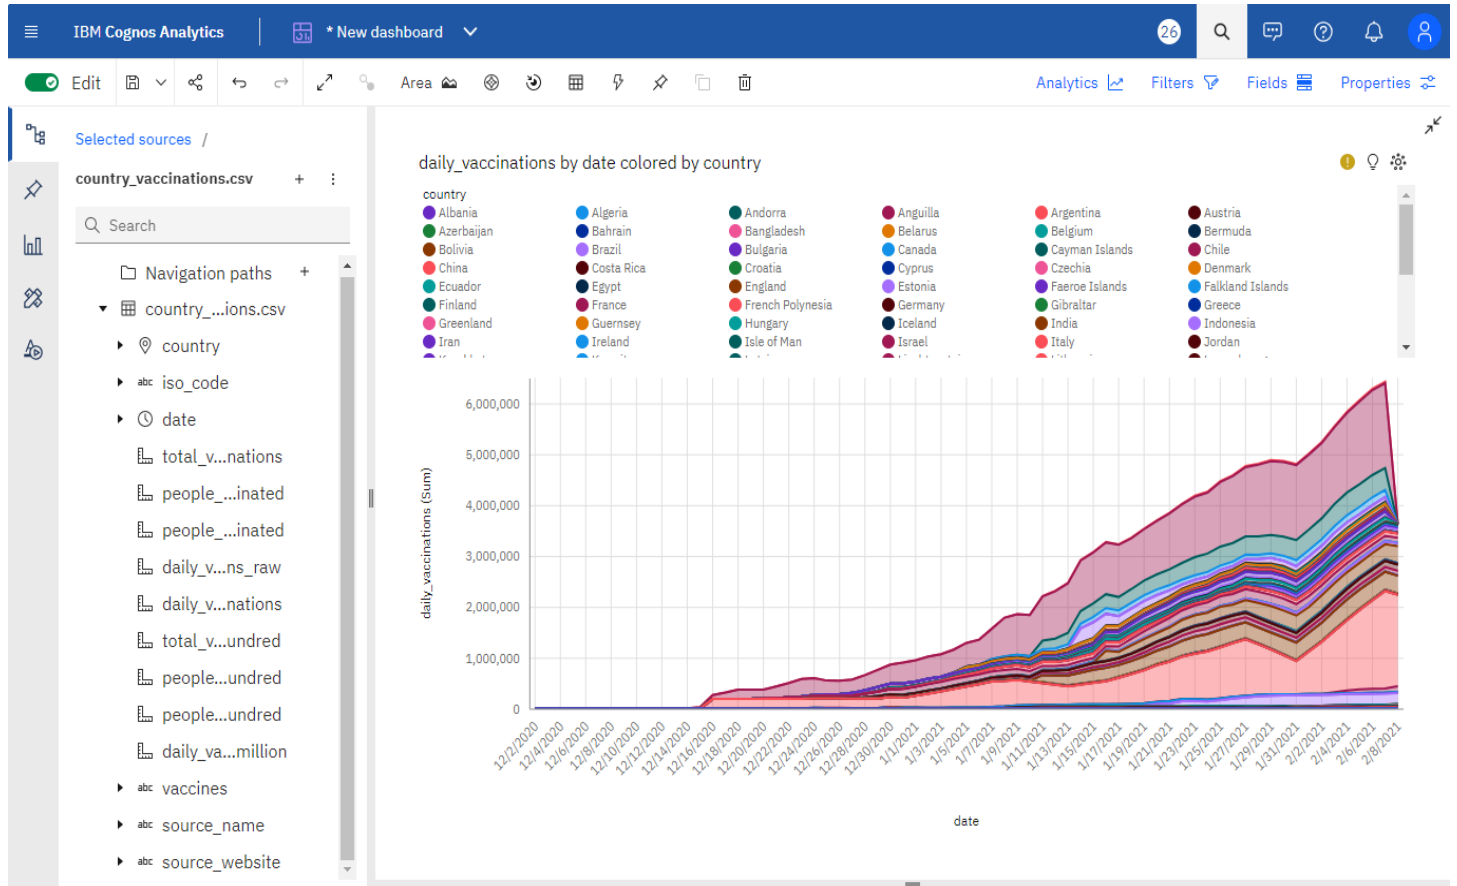 IBM Cognos Analytics
* New dashboard
26
Edit
Area
Analytics
Filters
Fields
Properties
Selected sources /
country_vaccinations.csv
Search
Navigation paths
country_...ions.csv
country
abc iso_code
date
total_v...nations
people_...inated
people_...inated
daily_v...ns_raw
daily_v...nations
total_v...undred
people...undred
people...undred
daily_va...million
abc vaccines
abc source_name
abc source_website
daily_vaccinations by date colored by country
country
Albania Algeria Andorra Anguilla Argentina Austria
Azerbaijan Bahrain Bangladesh Belarus Belgium Bermuda
Bolivia Brazil Bulgaria Canada Cayman Islands Chile
China Costa Rica Croatia Cyprus Czechia Denmark
Ecuador Egypt England Estonia Faeroe Islands Falkland Islands
Finland France French Polynesia Germany Gibraltar Greece
Greenland Guernsey Hungary Iceland India Indonesia
Iran Ireland Isle of Man Israel Italy Jordan
daily_vaccinations (Sum)
6,000,000
5,000,000
4,000,000
3,000,000
2,000,000
1,000,000
0
12/2/2020
12/4/2020
12/6/2020
12/8/2020
12/10/2020
12/12/2020
12/14/2020
12/16/2020
12/18/2020
12/20/2020
12/22/2020
12/24/2020
12/26/2020
12/28/2020
12/30/2020
1/1/2021
1/3/2021
1/5/2021
1/7/2021
1/9/2021
1/11/2021
1/13/2021
1/15/2021
1/17/2021
1/19/2021
1/21/2021
1/23/2021
1/25/2021
1/27/2021
1/29/2021
1/31/2021
2/2/2021
2/4/2021
2/6/2021
2/8/2021
date